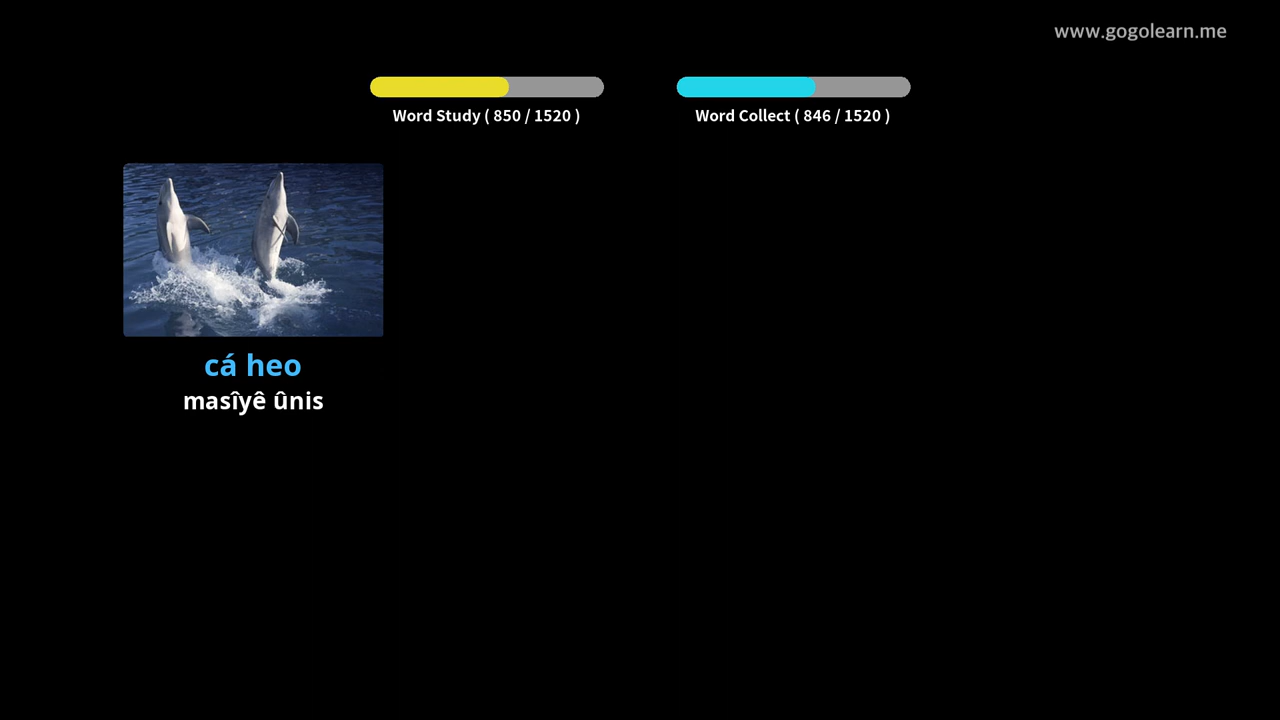 www.gogolearn.me
Word Study ( 850 / 1520 )
Word Collect ( 846 / 1520 )
cá heo
masîyê ûnis